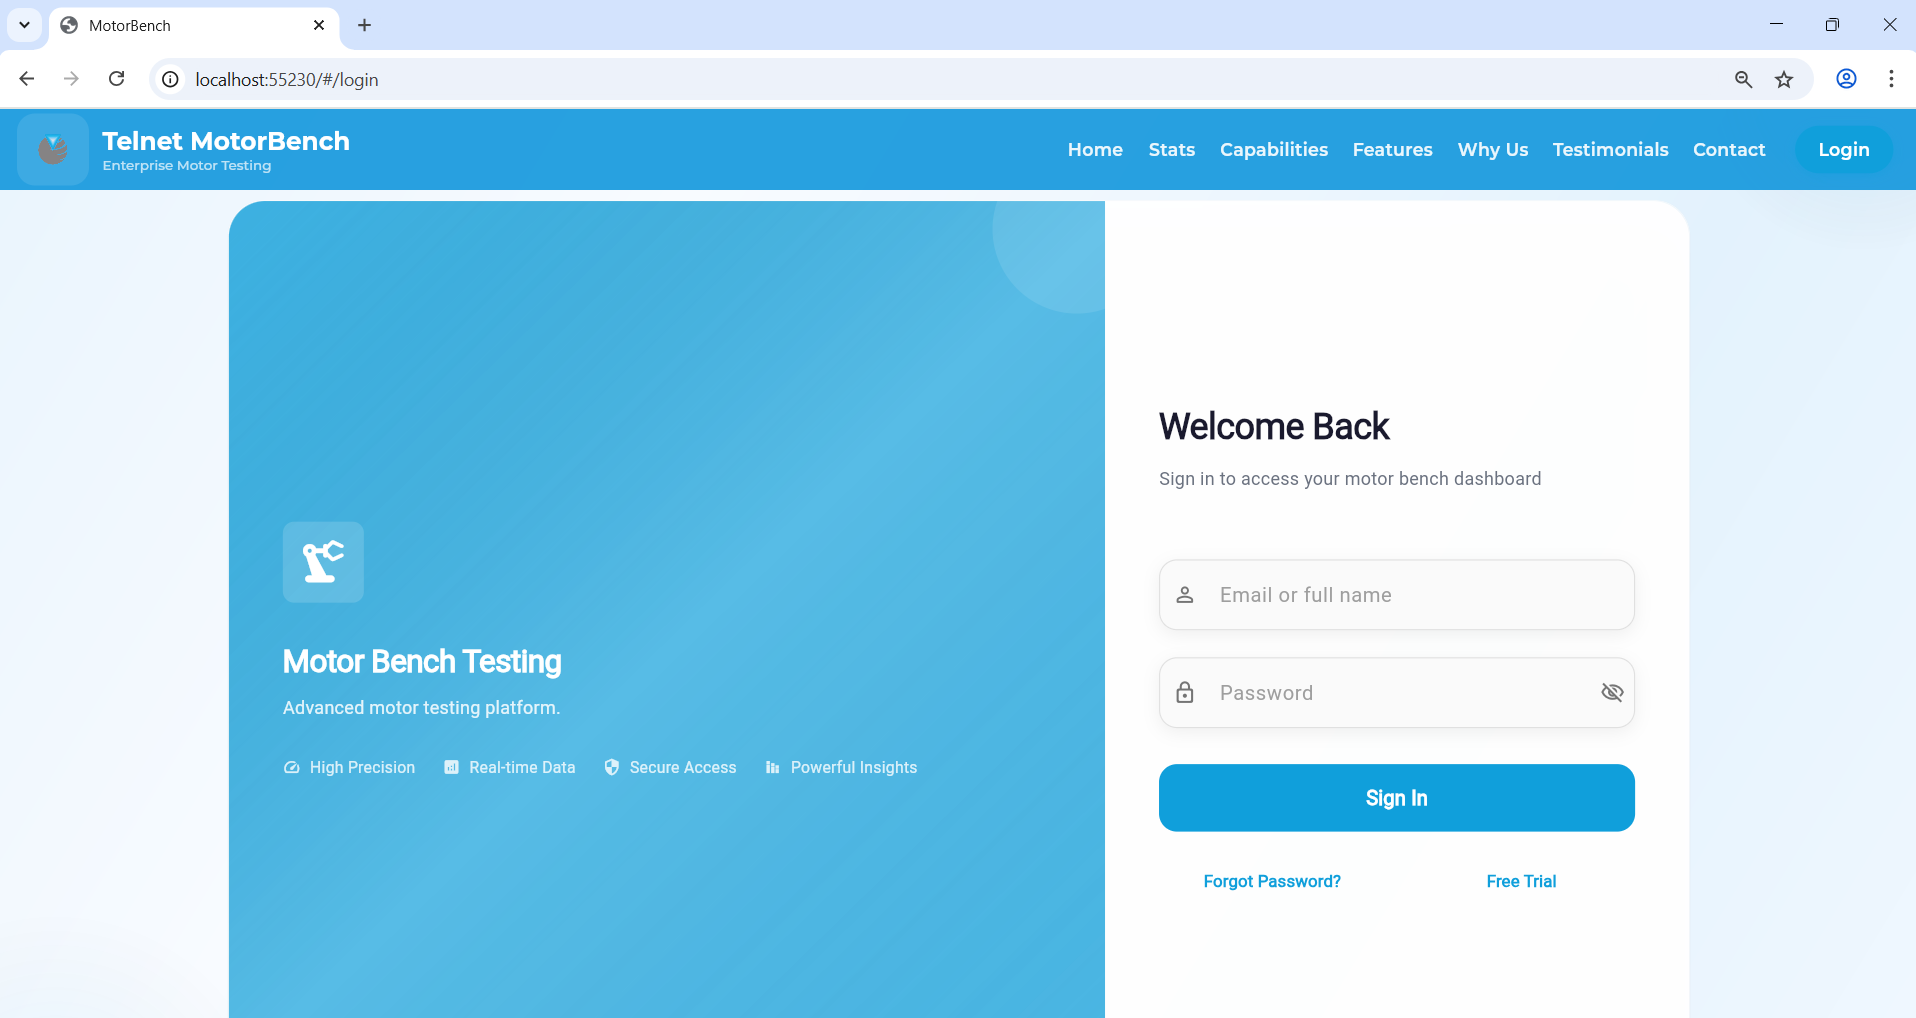 MotorBench
localhost:55230/#/login
Telnet MotorBench
Enterprise Motor Testing
Home Stats Capabilities Features Why Us Testimonials Contact Login
Welcome Back
Sign in to access your motor bench dashboard
Email or full name
Password
Sign In
Forgot Password? Free Trial
Motor Bench Testing
Advanced motor testing platform.
High Precision Real-time Data Secure Access Powerful Insights